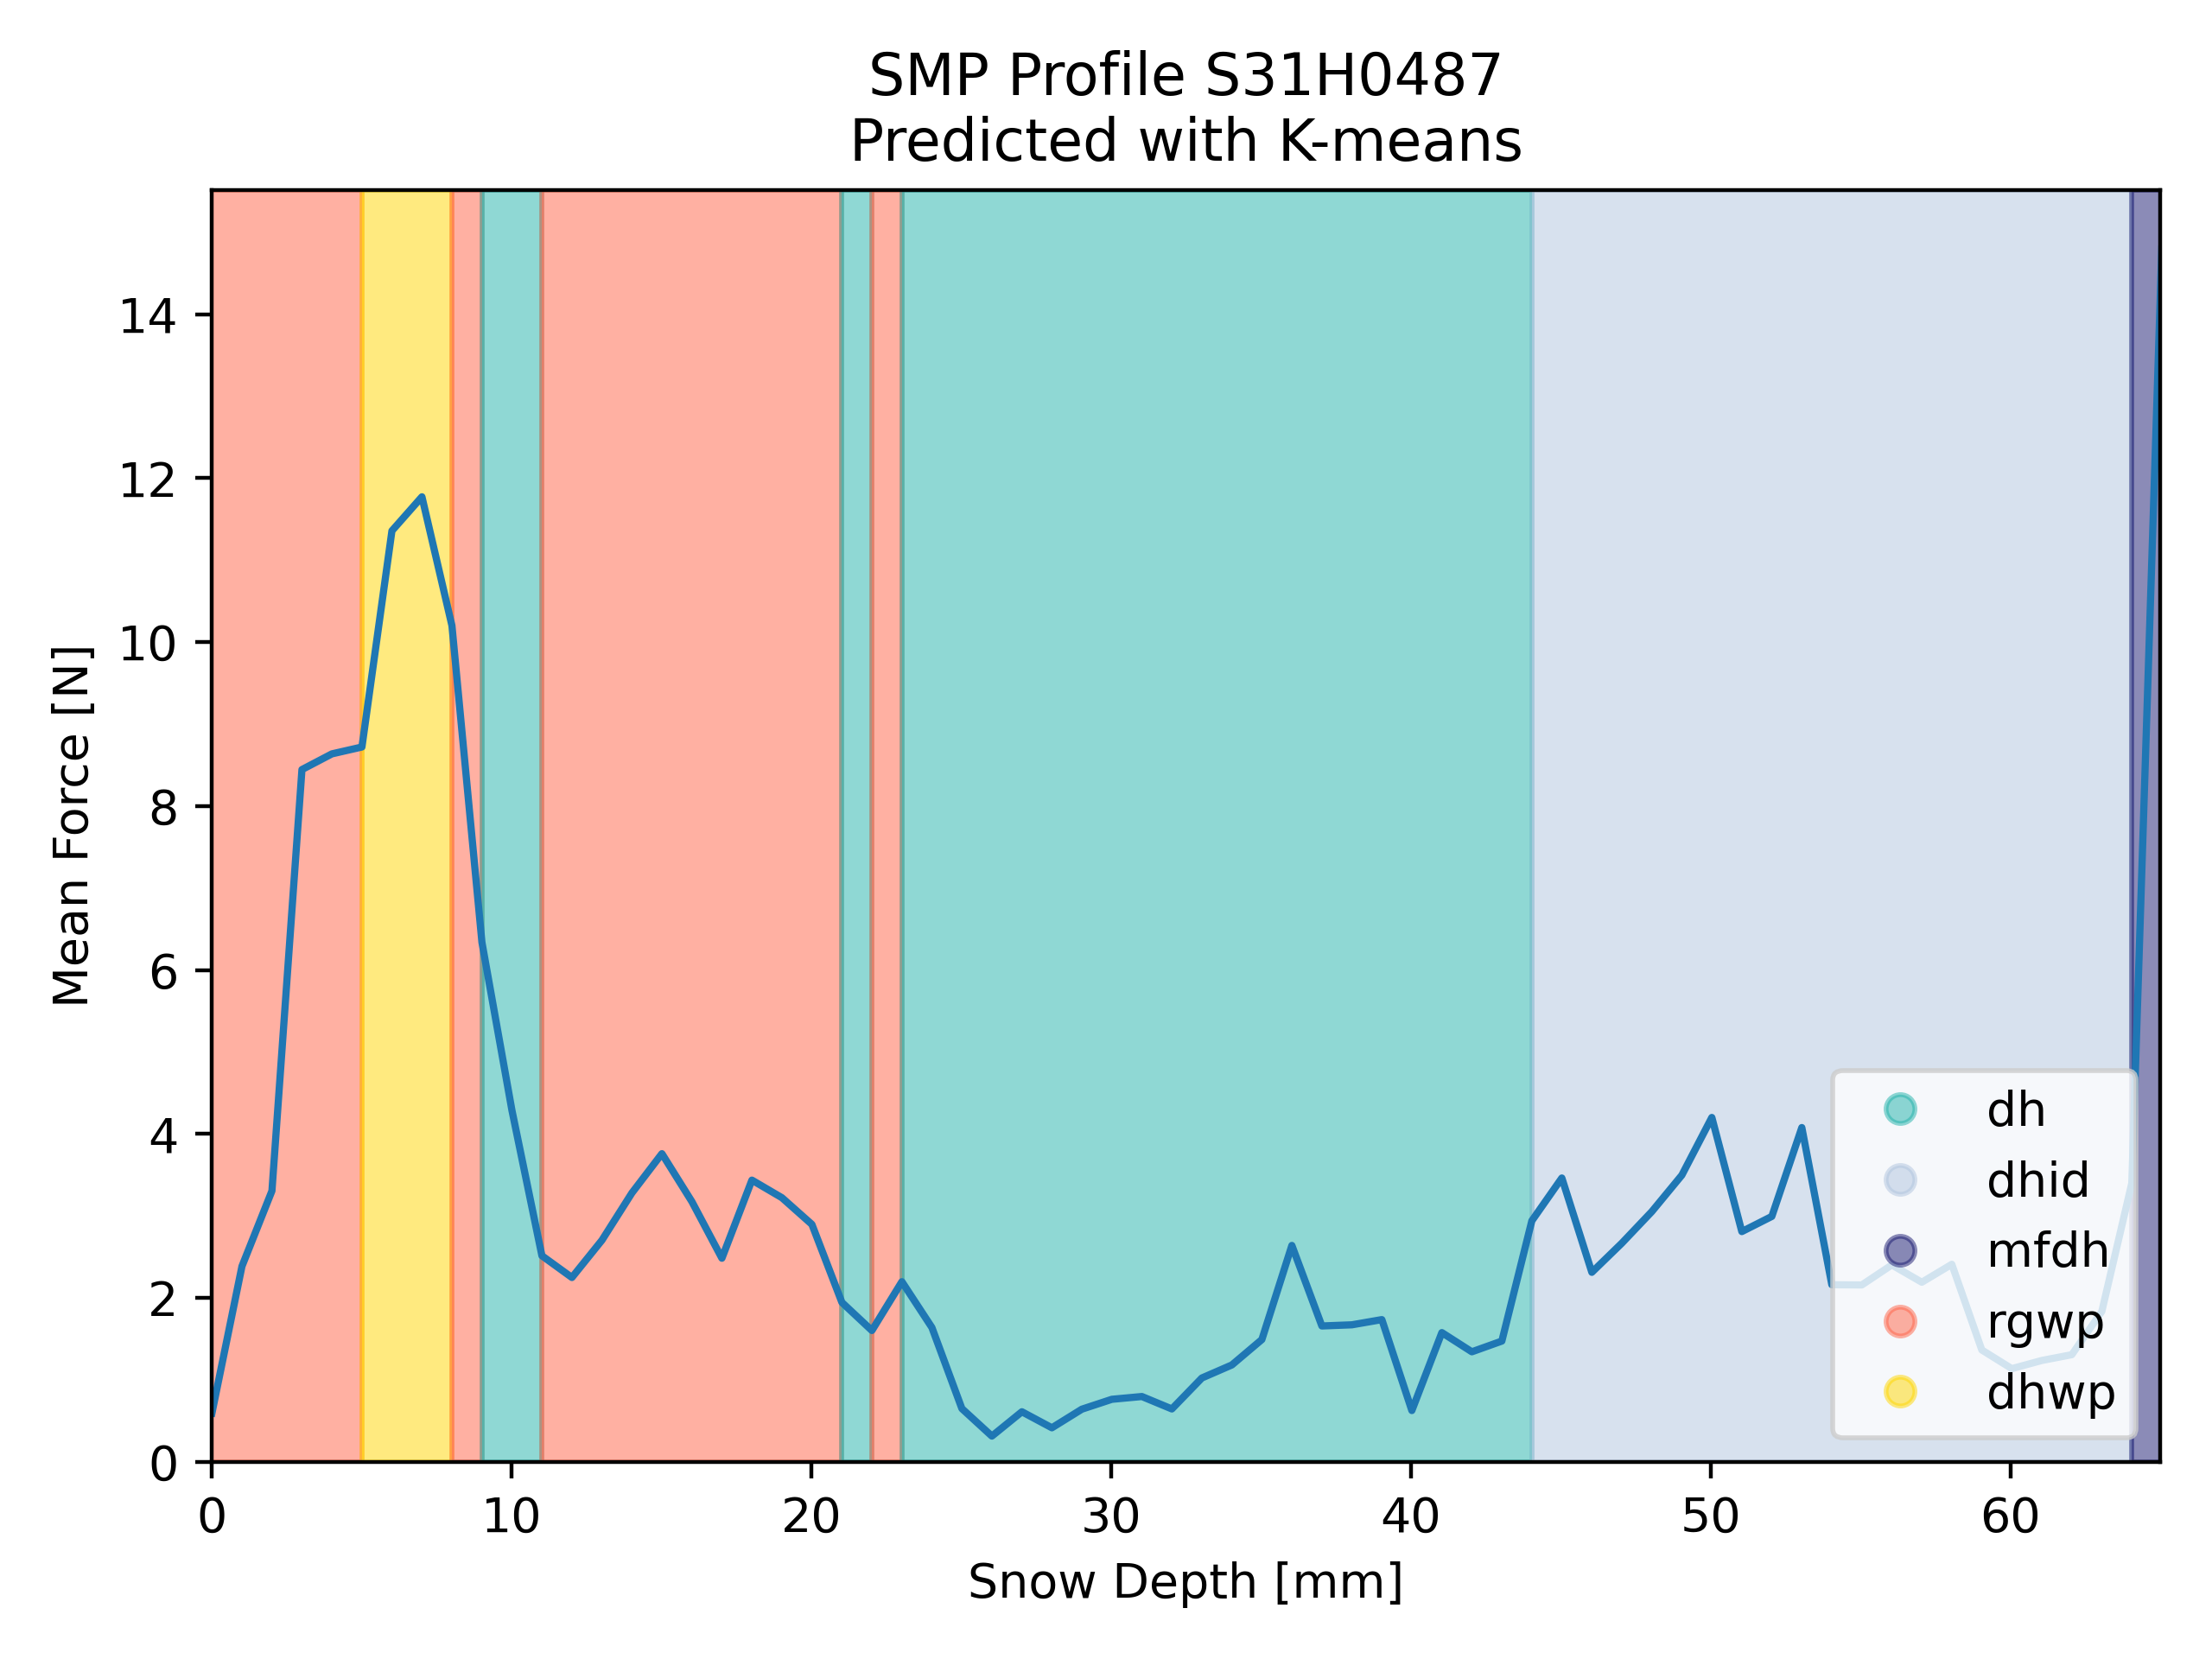 SMP Profile S31H0487
Predicted with K-means
Mean Force [N]
14
12
10
8
6
4
2
0
0 10 20 30 40 50 60
Snow Depth [mm]
dh
dhid
mfdh
rgwp
dhwp